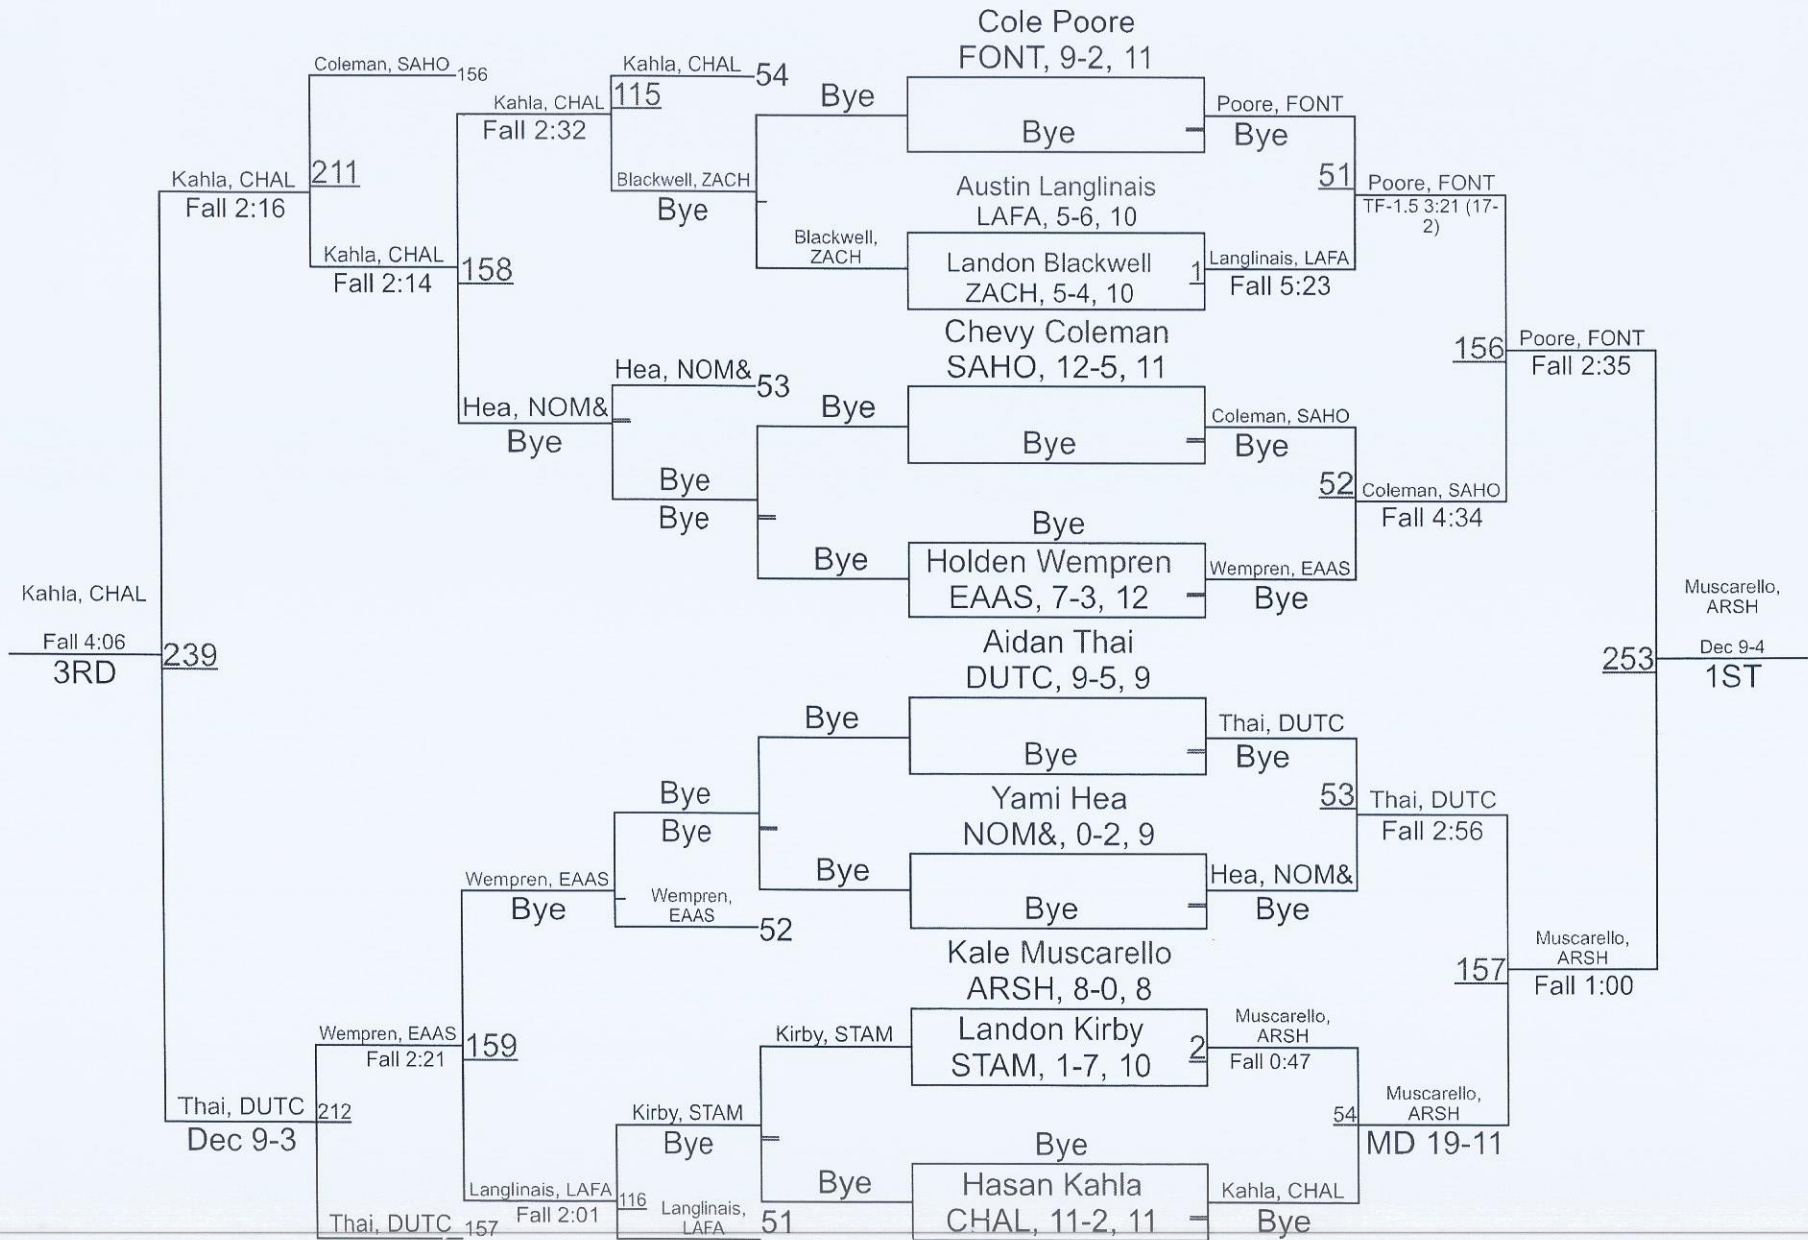 Cole Poore
FONT, 9-2, 11
Bye
Austin Langlinais
LAFA, 5-6, 10
Landon Blackwell
ZACH, 5-4, 10
1
Chevy Coleman
SAHO, 12-5, 11
Bye
Bye
Holden Wempren
EAAS, 7-3, 12
Aidan Thai
DUTC, 9-5, 9
Bye
Yami Hea
NOM&, 0-2, 9
Bye
Kale Muscarello
ARSH, 8-0, 8
Landon Kirby
STAM, 1-7, 10
2
Bye
Hasan Kahla
CHAL, 11-2, 11
Poore, FONT
Bye
51
Langlinais, LAFA
Fall 5:23
Coleman, SAHO
Bye
52
Wempren, EAAS
Bye
Thai, DUTC
Bye
53
Hea, NOM&
Bye
Muscarello,
ARSH
Fall 0:47
54
Kahla, CHAL
Bye
Poore, FONT
TF-1.5 3:21 (17-
2)
156
Coleman, SAHO
Fall 4:34
Thai, DUTC
Fall 2:56
157
Muscarello,
ARSH
MD 19-11
Poore, FONT
Fall 2:35
253
Muscarello,
ARSH
Fall 1:00
Muscarello,
ARSH
Dec 9-4
1ST
Bye
Blackwell,
ZACH
Bye
Bye
Bye
Bye
Kirby, STAM
Bye
Kahla, CHAL
54
115
Blackwell, ZACH
Bye
Hea, NOM&
53
Bye
Bye
Bye
Bye
Wempren,
EAAS
52
Kirby, STAM
Bye
116
Langlinais,
LAFA
51
Kahla, CHAL
Fall 2:32
158
Hea, NOM&
Bye
Wempren, EAAS
Bye
159
Langlinais, LAFA
Fall 2:01
Coleman, SAHO
156
211
Kahla, CHAL
Fall 2:14
Wempren, EAAS
Fall 2:21
212
Thai, DUTC
157
Kahla, CHAL
Fall 2:16
239
Thai, DUTC
Dec 9-3
Kahla, CHAL
Fall 4:06
3RD